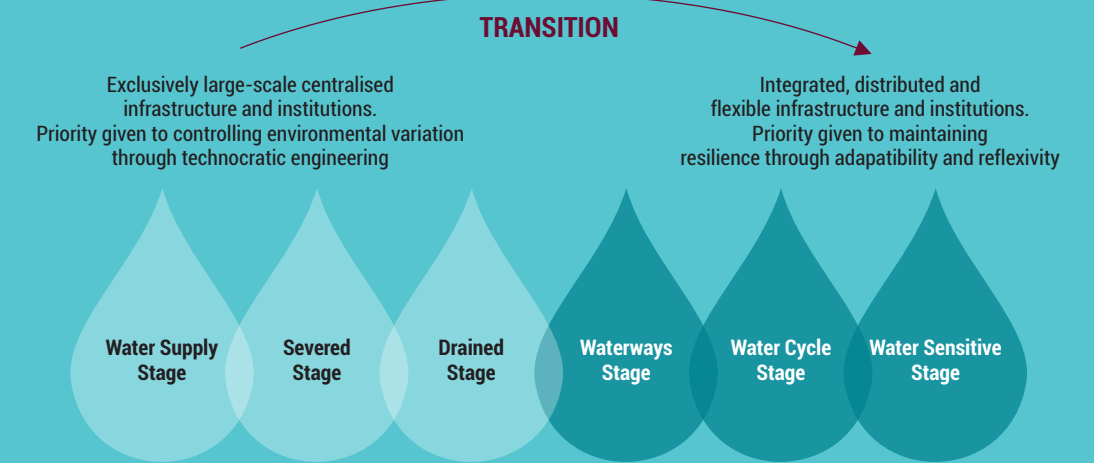 TRANSITION
Exclusively large-scale centralised
infrastructure and institutions.
Priority given to controlling environmental variation
through technocratic engineering
Integrated, distributed and
flexible infrastructure and institutions.
Priority given to maintaining
resilience through adapatibility and reflexivity
Water Supply
Stage
Severed
Stage
Drained
Stage
Waterways
Stage
Water Cycle
Stage
Water Sensitive
Stage